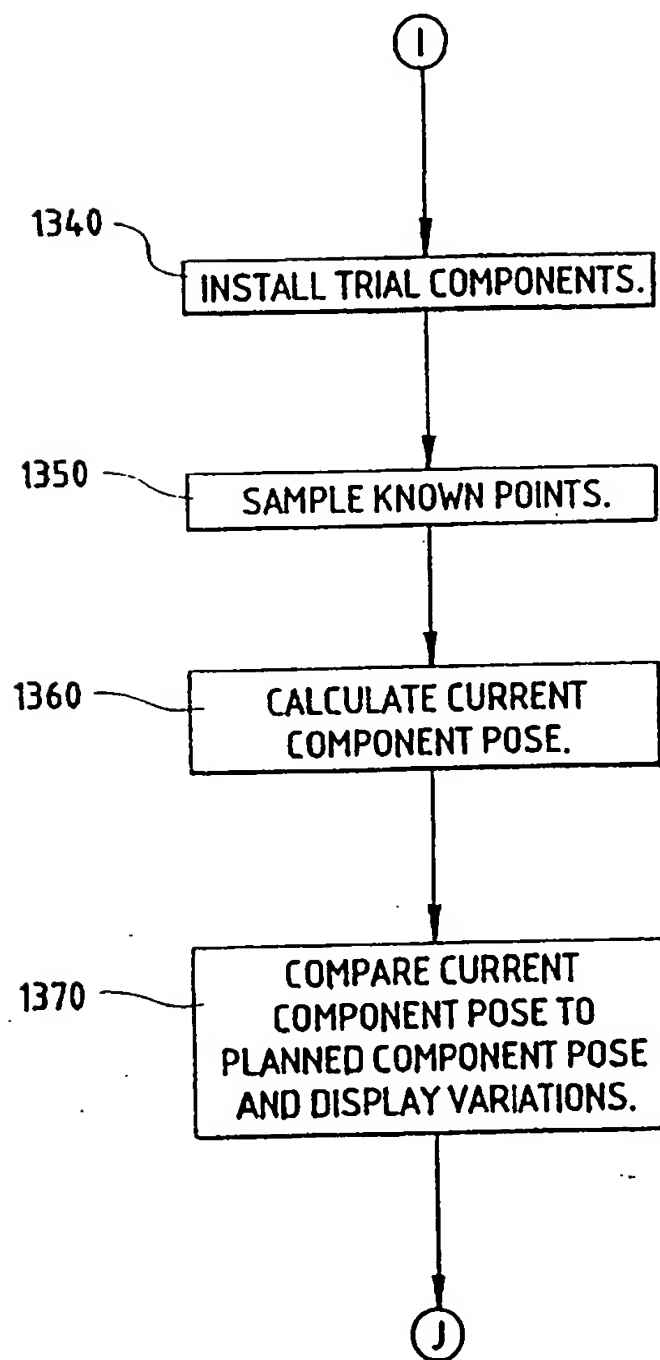 I
1340
INSTALL TRIAL COMPONENTS.
1350
SAMPLE KNOWN POINTS.
1360
CALCULATE CURRENT
COMPONENT POSE.
1370
COMPARE CURRENT
COMPONENT POSE TO
PLANNED COMPONENT POSE
AND DISPLAY VARIATIONS.
J